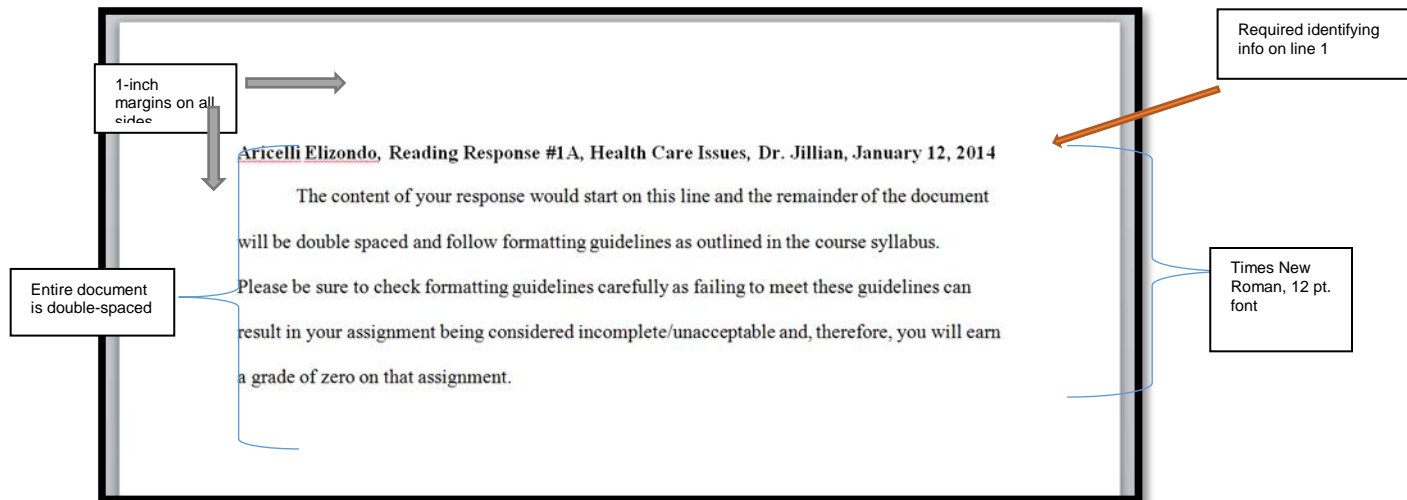 Required identifying
info on line 1
1-inch
margins on all
sides
Aricelli Elizondo, Reading Response #1A, Health Care Issues, Dr. Jillian, January 12, 2014
The content of your response would start on this line and the remainder of the document
will be double spaced and follow formatting guidelines as outlined in the course syllabus.
Please be sure to check formatting guidelines carefully as failing to meet these guidelines can
result in your assignment being considered incomplete/unacceptable and, therefore, you will earn
a grade of zero on that assignment.
Entire document
is double-spaced
Times New
Roman, 12 pt.
font